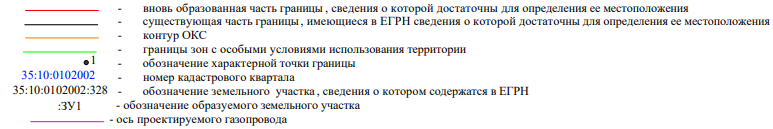 - вновь образованная часть границы, сведения о которой достаточны для определения ее местоположения
- существующая часть границы, имеющиеся в ЕГРН сведения о которой достаточны для определения ее местоположения
- контур ОКС
- границы зон с особыми условиями использования территории
1 - обозначение характерной точки границы
35:10:0102002 - номер кадастрового квартала
35:10:0102002:328 - обозначение земельного участка, сведения о котором содержатся в ЕГРН
:ЗУ1 - обозначение образуемого земельного участка
- ось проектируемого газопровода